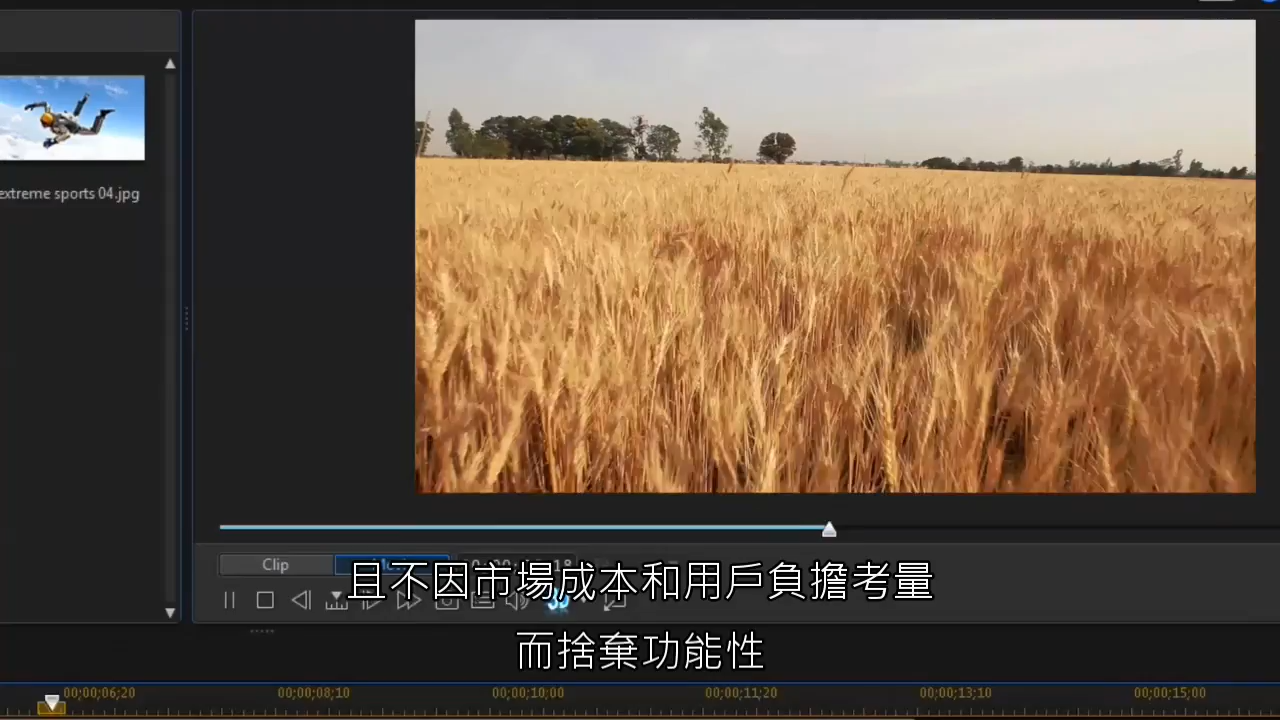 extreme sports 04.jpg
Clip
且不因市場成本和用戶負擔考量
而捨棄功能性
00;00;06;20
00;00;08;10
00;00;10;00
00;00;11;20
00;00;13;10
00;00;15;00